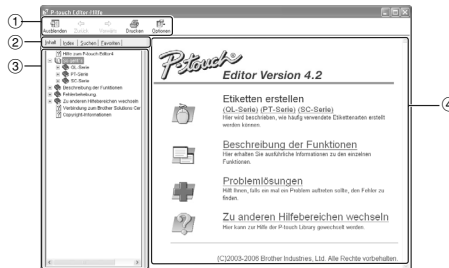 P-touch Editor-Hilfe
Ausblenden Zurück Vorwärts Drucken Optionen
Inhalt Index Suchen Favoriten
Hilfe zum P-touch Editor4
So geht's
QL-Serie
PT-Serie
SC-Serie
Beschreibung der Funktionen
Fehlerbehebung
Zu anderen Hilfebereichen wechseln
Verbindung zum Brother Solutions Cen
Copyright-Informationen
P-touch
Editor Version 4.2
Etiketten erstellen
(QL-Serie) (PT-Serie) (SC-Serie)
Hier wird beschrieben, wie häufig verwendete Etikettenarten erstellt
werden können.
Beschreibung der Funktionen
Hier erhalten Sie ausführliche Informationen zu den einzelnen
Funktionen.
Problemlösungen
Hilft Ihnen, falls ein mal ein Problem auftreten sollte, den Fehler zu
finden.
Zu anderen Hilfebereichen wechseln
Hier kann zur Hilfe der P-touch Library gewechselt werden.
(C)2003-2006 Brother Industries, Ltd. Alle Rechte vorbehalten.
1
2
3
4